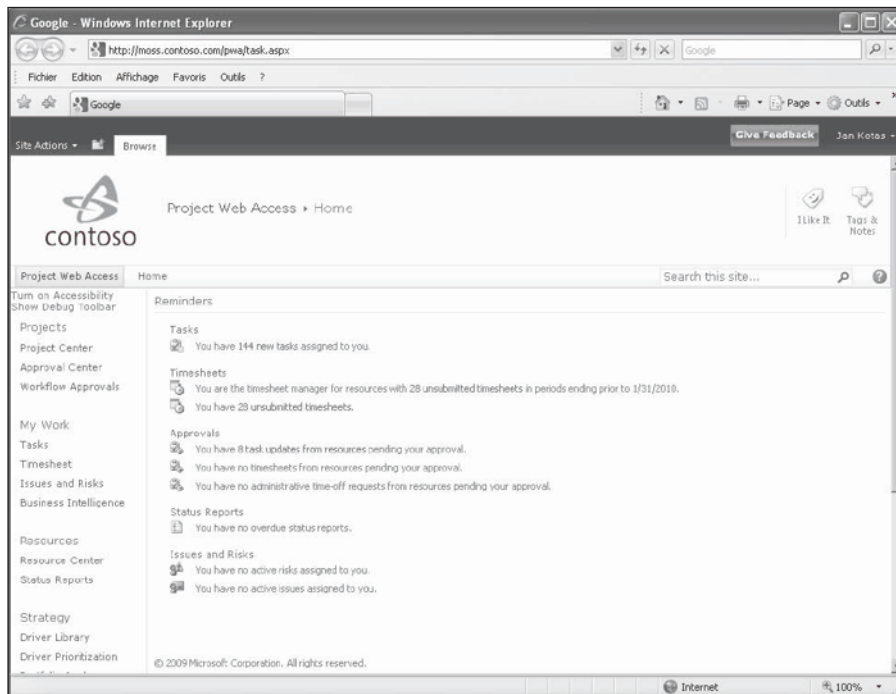 Google - Windows Internet Explorer
http://moss.contoso.com/pwa/task.aspx
Google
Fichier Edition Affichage Favoris Outils ?
Google
Page Outils
Site Actions Browse Give Feedback Jan Kotas
contoso
Project Web Access Home
I Like It
Tags & Notes
Project Web Access Home Search this site...
Turn on Accessibility
Show Debug Toolbar
Projects
Project Center
Approval Center
Workflow Approvals
My Work
Tasks
Timesheet
Issues and Risks
Business Intelligence
Resources
Resource Center
Status Reports
Strategy
Driver Library
Driver Prioritization
Reminders
Tasks
You have 144 new tasks assigned to you.
Timesheets
You are the timesheet manager for resources with 28 unsubmitted timesheets in periods ending prior to 1/31/2010.
You have 28 unsubmitted timesheets.
Approvals
You have 8 task updates from resources pending your approval.
You have no timesheets from resources pending your approval.
You have no administrative time-off requests from resources pending your approval.
Status Reports
You have no overdue status reports.
Issues and Risks
You have no active risks assigned to you.
You have no active issues assigned to you.
© 2009 Microsoft Corporation. All rights reserved.
Internet 100%